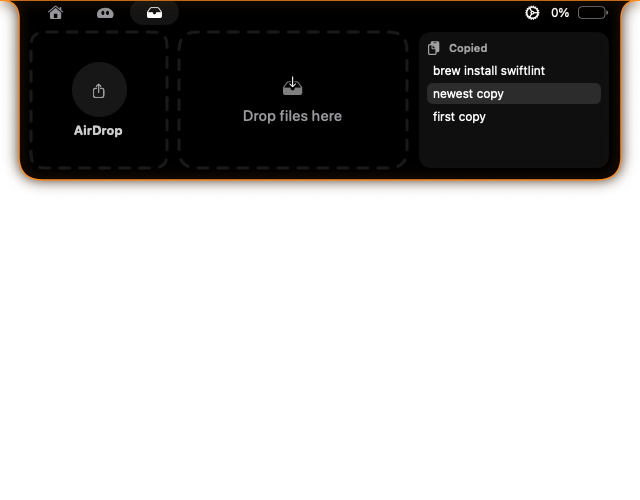 0%
Copied
brew install swiftlint
newest copy
first copy
AirDrop
Drop files here